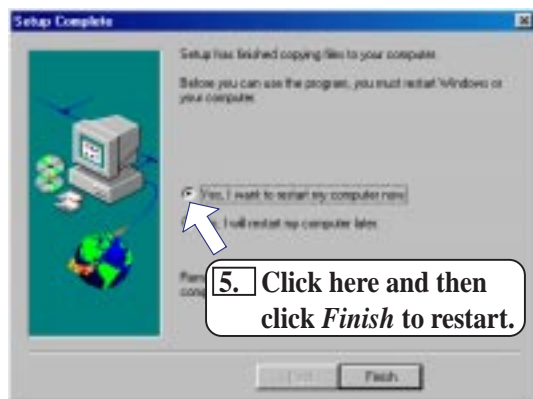 Setup Complete
Setup has finished copying files to your computer.
Before you can use the program, you must restart Windows or
your computer.
Yes, I want to restart my computer now.
I will restart my computer later.
5. Click here and then
click Finish to restart.
Finish